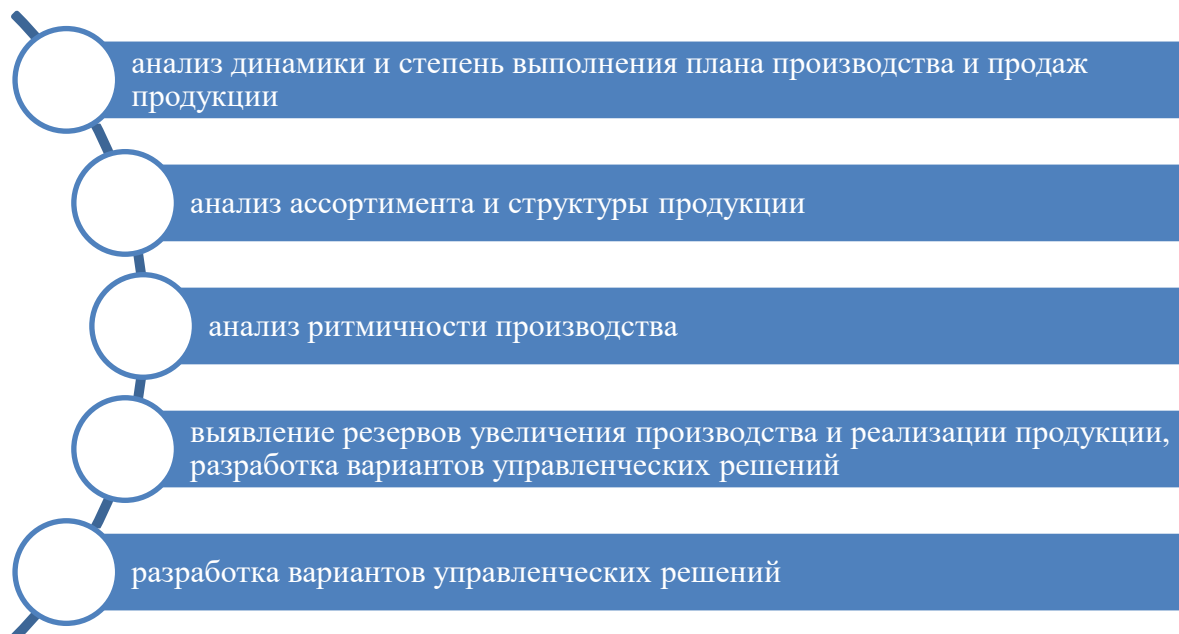 анализ динамики и степень выполнения плана производства и продаж
продукции
анализ ассортимента и структуры продукции
анализ ритмичности производства
выявление резервов увеличения производства и реализации продукции,
разработка вариантов управленческих решений
разработка вариантов управленческих решений